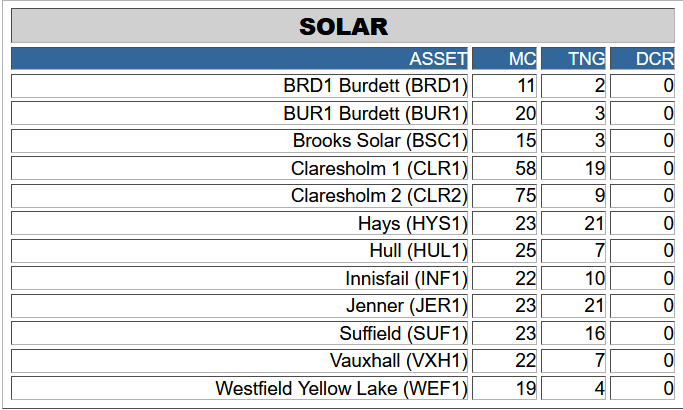 SOLAR
ASSET MC TNG DCR
BRD1 Burdett (BRD1) 11 2 0
BUR1 Burdett (BUR1) 20 3 0
Brooks Solar (BSC1) 15 3 0
Claresholm 1 (CLR1) 58 19 0
Claresholm 2 (CLR2) 75 9 0
Hays (HYS1) 23 21 0
Hull (HUL1) 25 7 0
Innisfail (INF1) 22 10 0
Jenner (JER1) 23 21 0
Suffield (SUF1) 23 16 0
Vauxhall (VXH1) 22 7 0
Westfield Yellow Lake (WEF1) 19 4 0